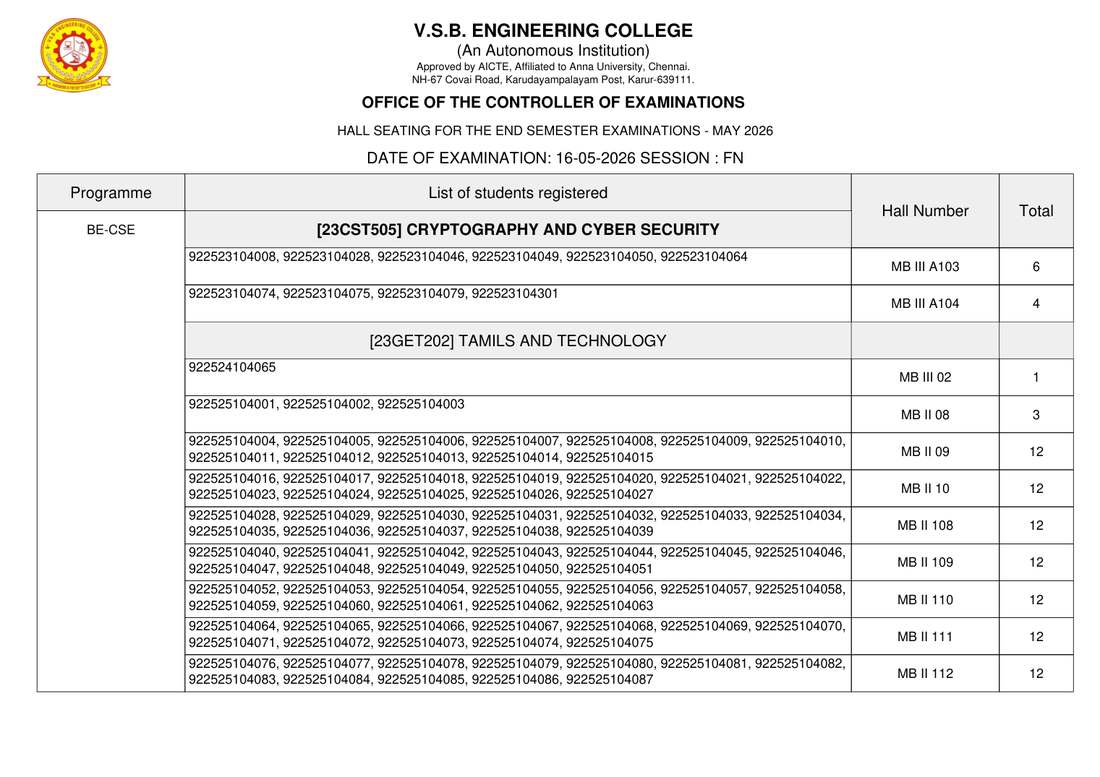 V.S.B. ENGINEERING COLLEGE
(An Autonomous Institution)
Approved by AICTE, Affiliated to Anna University, Chennai.
NH-67 Covai Road, Karudayampalayam Post, Karur-639111.
OFFICE OF THE CONTROLLER OF EXAMINATIONS
HALL SEATING FOR THE END SEMESTER EXAMINATIONS - MAY 2026
DATE OF EXAMINATION: 16-05-2026 SESSION : FN
Programme List of students registered Hall Number Total
BE-CSE [23CST505] CRYPTOGRAPHY AND CYBER SECURITY
922523104008, 922523104028, 922523104046, 922523104049, 922523104050, 922523104064
MB III A103 6
922523104074, 922523104075, 922523104079, 922523104301
MB III A104 4
[23GET202] TAMILS AND TECHNOLOGY
922524104065
MB III 02 1
922525104001, 922525104002, 922525104003
MB II 08 3
922525104004, 922525104005, 922525104006, 922525104007, 922525104008, 922525104009, 922525104010,
922525104011, 922525104012, 922525104013, 922525104014, 922525104015
MB II 09 12
922525104016, 922525104017, 922525104018, 922525104019, 922525104020, 922525104021, 922525104022,
922525104023, 922525104024, 922525104025, 922525104026, 922525104027
MB II 10 12
922525104028, 922525104029, 922525104030, 922525104031, 922525104032, 922525104033, 922525104034,
922525104035, 922525104036, 922525104037, 922525104038, 922525104039
MB II 108 12
922525104040, 922525104041, 922525104042, 922525104043, 922525104044, 922525104045, 922525104046,
922525104047, 922525104048, 922525104049, 922525104050, 922525104051
MB II 109 12
922525104052, 922525104053, 922525104054, 922525104055, 922525104056, 922525104057, 922525104058,
922525104059, 922525104060, 922525104061, 922525104062, 922525104063
MB II 110 12
922525104064, 922525104065, 922525104066, 922525104067, 922525104068, 922525104069, 922525104070,
922525104071, 922525104072, 922525104073, 922525104074, 922525104075
MB II 111 12
922525104076, 922525104077, 922525104078, 922525104079, 922525104080, 922525104081, 922525104082,
922525104083, 922525104084, 922525104085, 922525104086, 922525104087
MB II 112 12